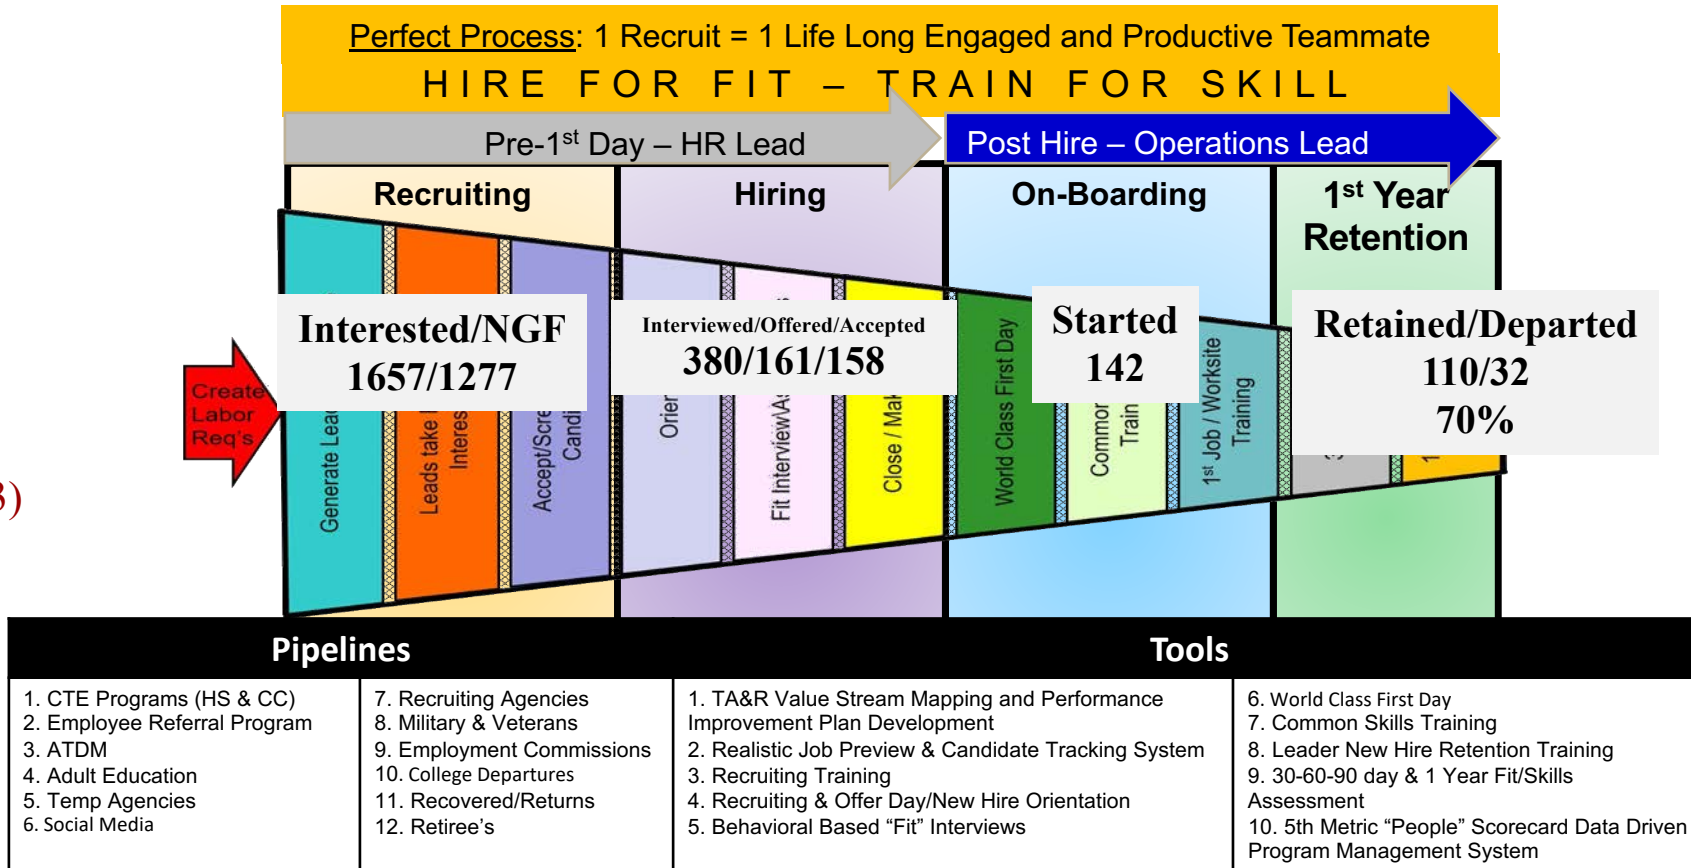 Perfect Process: 1 Recruit = 1 Life Long Engaged and Productive Teammate
HIRE FOR FIT – TRAIN FOR SKILL
Pre-1st Day – HR Lead
Post Hire – Operations Lead
Recruiting
Hiring
On-Boarding
1st Year
Retention
Create
Labor
Req's
3)
Interested/NGF
1657/1277
Interviewed/Offered/Accepted
380/161/158
Started
142
Retained/Departed
110/32
70%
Generate
Leads take
Interes
Accept/Scre
Candi
Orien
Fit Interview\As
Close / Mak
World Class First Day
Common
Train
1st Job / Worksite
Training
Pipelines
1. CTE Programs (HS & CC)
2. Employee Referral Program
3. ATDM
4. Adult Education
5. Temp Agencies
6. Social Media
7. Recruiting Agencies
8. Military & Veterans
9. Employment Commissions
10. College Departures
11. Recovered/Returns
12. Retiree's
Tools
1. TA&R Value Stream Mapping and Performance
Improvement Plan Development
2. Realistic Job Preview & Candidate Tracking System
3. Recruiting Training
4. Recruiting & Offer Day/New Hire Orientation
5. Behavioral Based “Fit” Interviews
6. World Class First Day
7. Common Skills Training
8. Leader New Hire Retention Training
9. 30-60-90 day & 1 Year Fit/Skills
Assessment
10. 5th Metric “People” Scorecard Data Driven
Program Management System